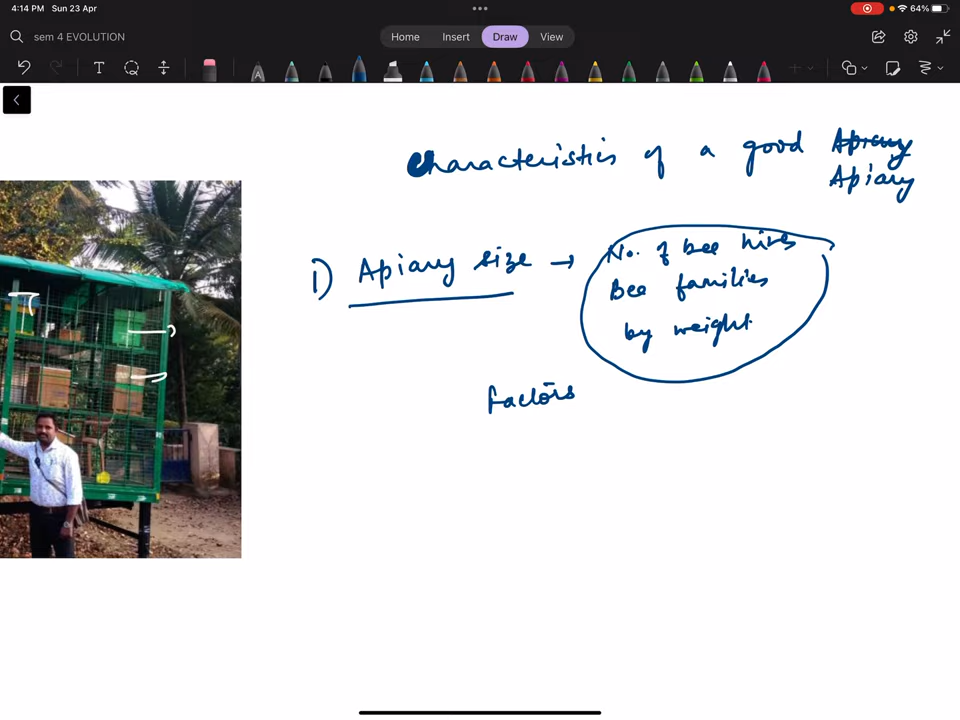 4:14 PM Sun 23 Apr
64%
sem 4 EVOLUTION
Home Insert Draw View
T
A
Characteristics of a good Apiary
Apiary
1) Apiary size → No. of bee hives
Bee families
by weight
factors